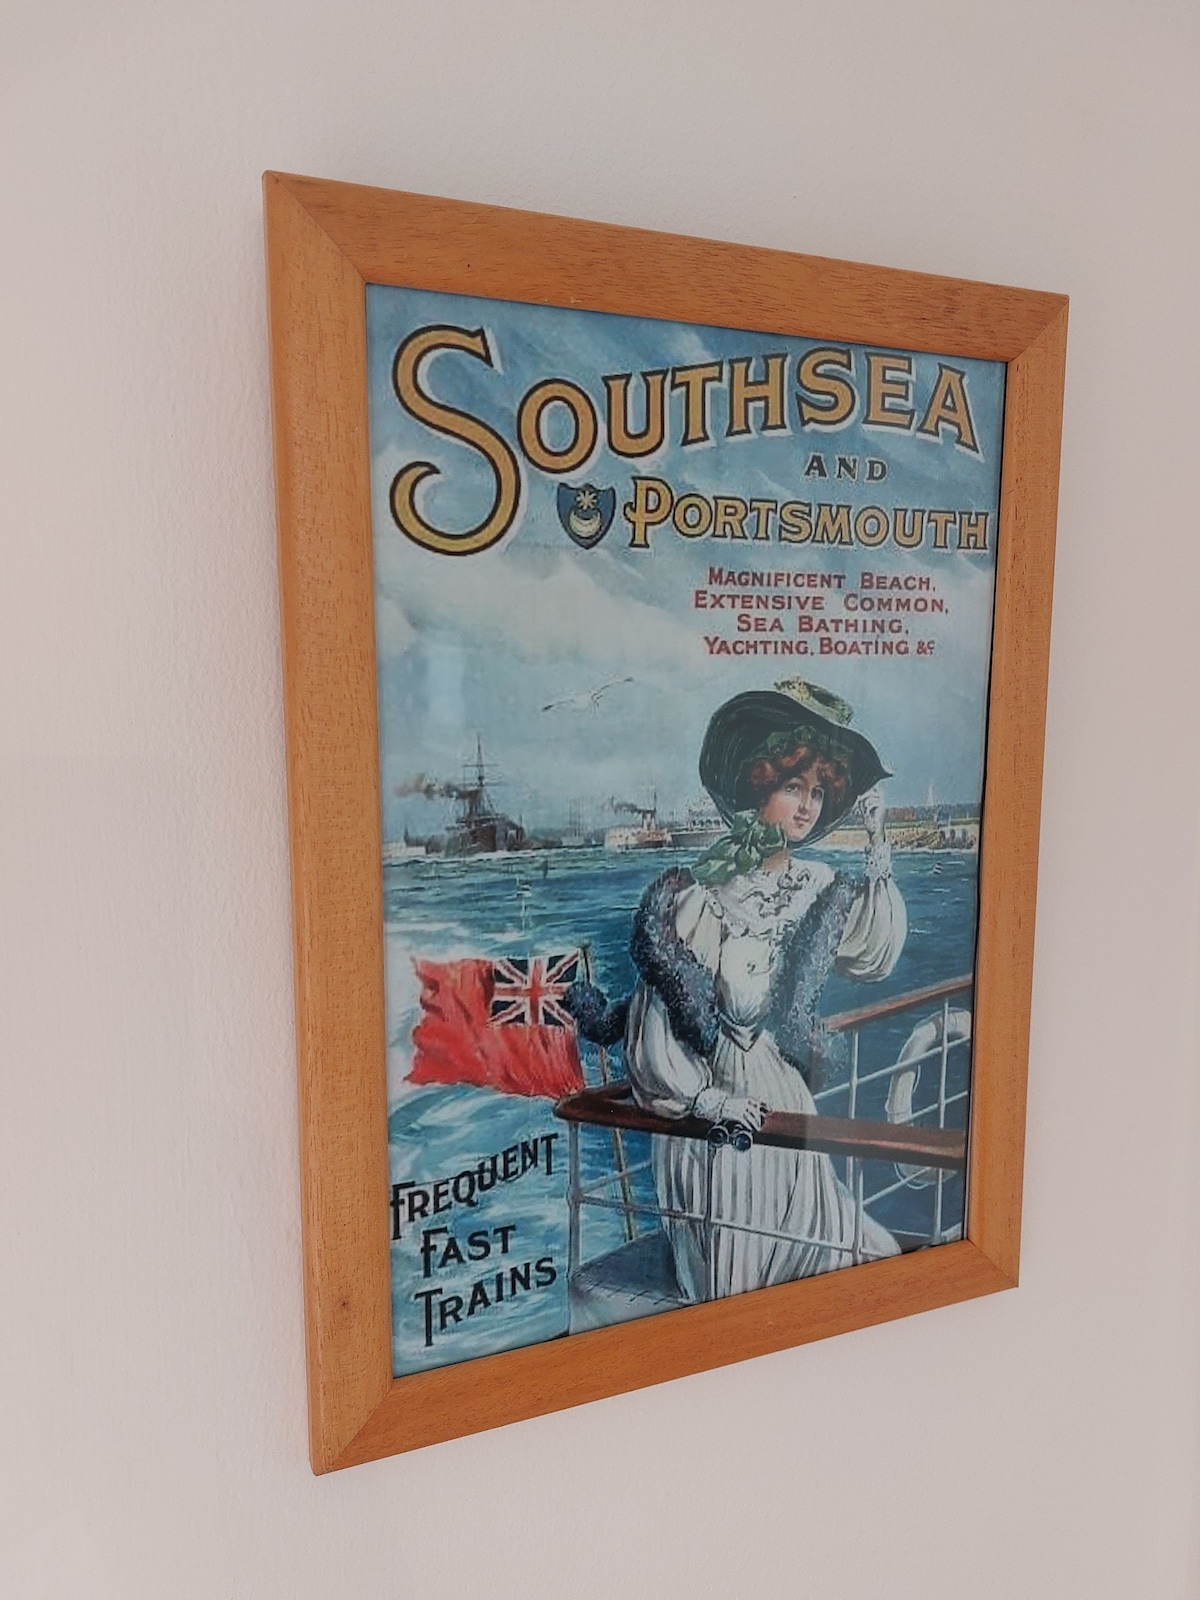 SOUTHSEA
AND
PORTSMOUTH
MAGNIFICENT BEACH,
EXTENSIVE COMMON,
SEA BATHING,
YACHTING, BOATING &c.
FREQUENT
FAST
TRAINS